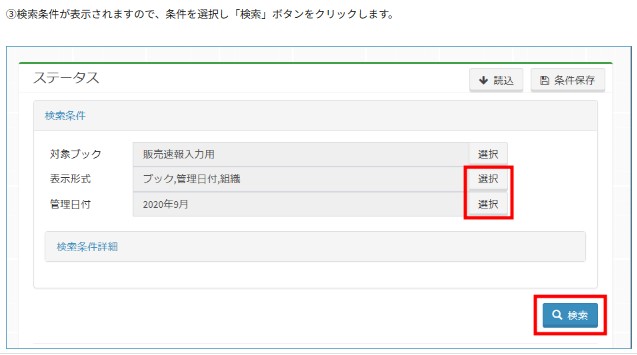 ③検索条件が表示されますので、条件を選択し「検索」ボタンをクリックします。
ステータス
読込
条件保存
検索条件
対象ブック 販売速報入力用 選択
表示形式 ブック,管理日付,組織 選択
管理日付 2020年9月 選択
検索条件詳細
検索